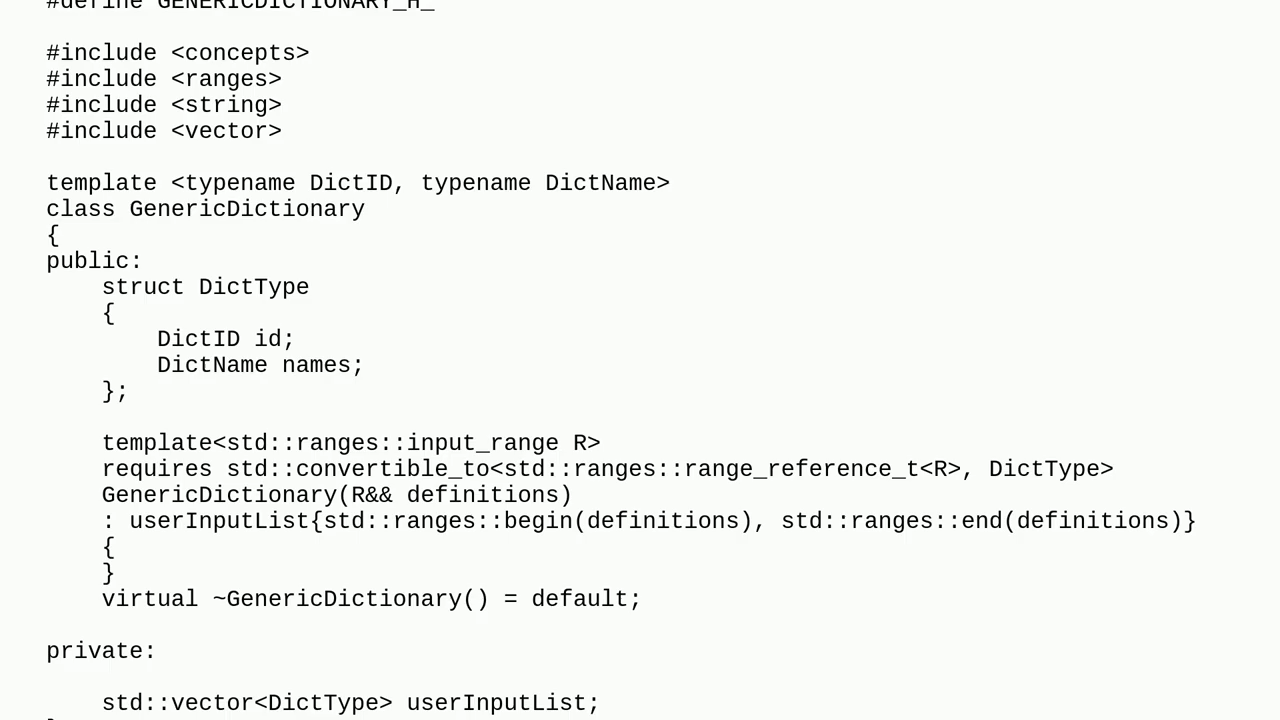 #define GENERICDICTIONARY_H_
#include <concepts>
#include <ranges>
#include <string>
#include <vector>
template <typename DictID, typename DictName>
class GenericDictionary
{
public:
struct DictType
{
DictID id;
DictName names;
};
template<std::ranges::input_range R>
requires std::convertible_to<std::ranges::range_reference_t<R>, DictType>
GenericDictionary(R&& definitions)
: userInputList{std::ranges::begin(definitions), std::ranges::end(definitions)}
{
}
virtual ~GenericDictionary() = default;
private:
std::vector<DictType> userInputList;